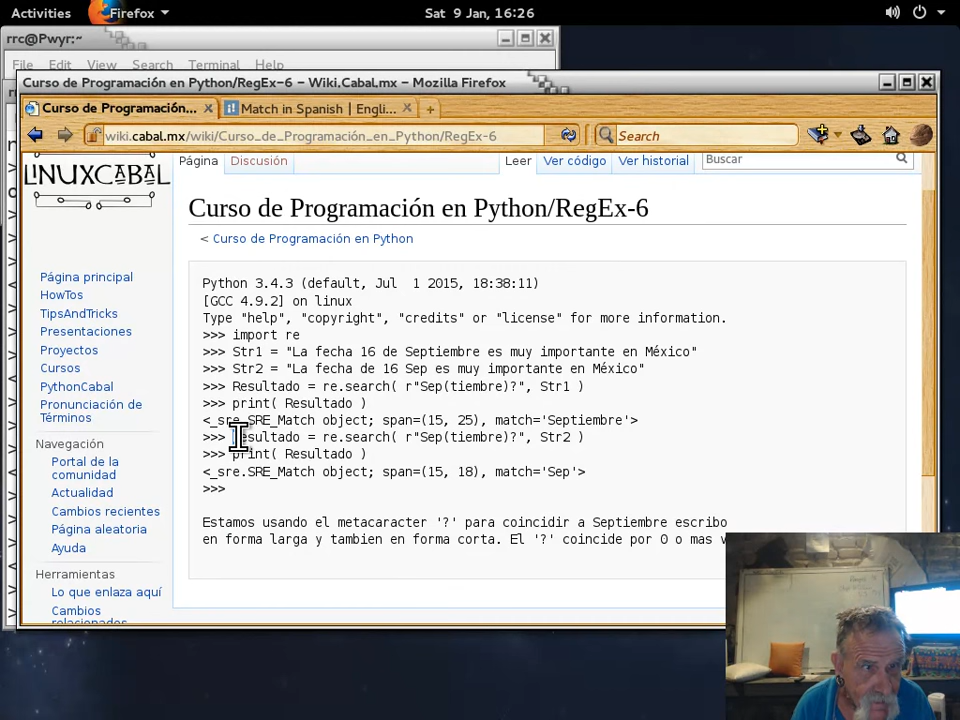 Activities Firefox Sat 9 Jan, 16:26
rrc@Pwyr:~
File Edit View Search Terminal Help
Curso de Programación en Python/RegEx-6 – Wiki.Cabal.mx – Mozilla Firefox
Curso de Programación... Match in Spanish | Engli...
wiki.cabal.mx/wiki/Curso_de_Programación_en_Python/RegEx-6 Search
LINUXCABAL
Página Discusión Leer Ver código Ver historial Buscar
Curso de Programación en Python/RegEx-6
< Curso de Programación en Python
Página principal
HowTos
TipsAndTricks
Presentaciones
Proyectos
Cursos
PythonCabal
Pronunciación de
Términos
Navegación
Portal de la
comunidad
Actualidad
Cambios recientes
Página aleatoria
Ayuda
Herramientas
Lo que enlaza aquí
Cambios
relacionados
Python 3.4.3 (default, Jul  1 2015, 18:38:11)
[GCC 4.9.2] on linux
Type "help", "copyright", "credits" or "license" for more information.
>>> import re
>>> Str1 = "La fecha 16 de Septiembre es muy importante en México"
>>> Str2 = "La fecha de 16 Sep es muy importante en México"
>>> Resultado = re.search( r"Sep(tiembre)?", Str1 )
>>> print( Resultado )
<_sre.SRE_Match object; span=(15, 25), match='Septiembre'>
>>> Resultado = re.search( r"Sep(tiembre)?", Str2 )
>>> print( Resultado )
<_sre.SRE_Match object; span=(15, 18), match='Sep'>
>>>
Estamos usando el metacaracter '?' para coincidir a Septiembre escribo
en forma larga y tambien en forma corta. El '?' coincide por 0 o mas